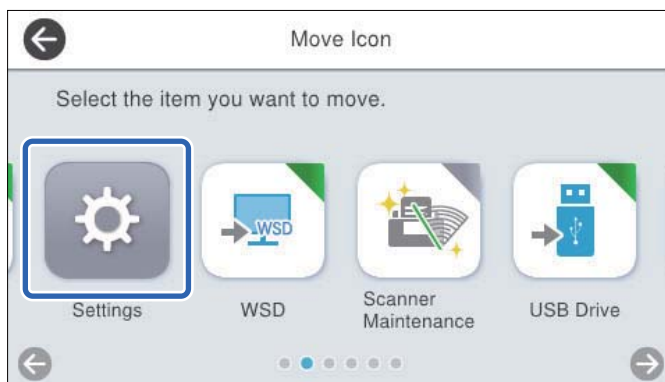 Move Icon
Select the item you want to move.
WSD
Settings
WSD
Scanner
Maintenance
USB Drive